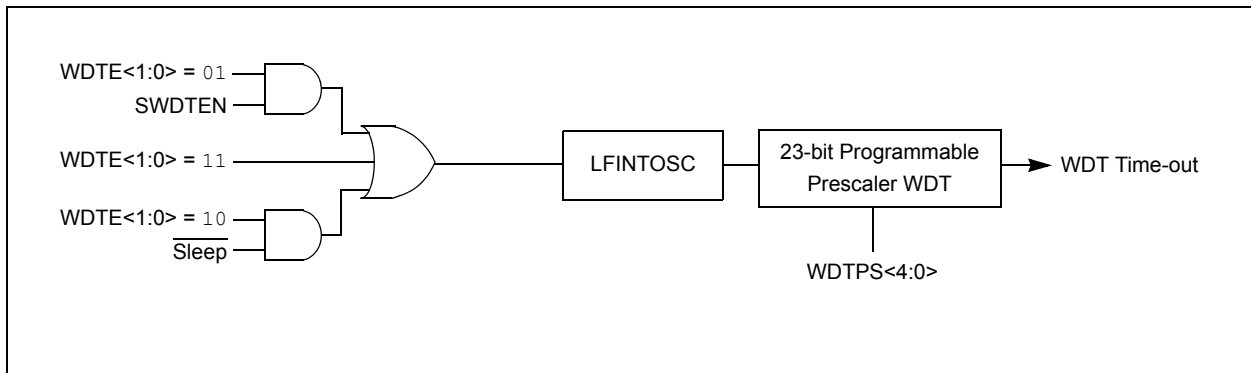 WDTE<1:0> = 01
SWDTEN
WDTE<1:0> = 11
WDTE<1:0> = 10
Sleep
LFINTOSC
23-bit Programmable
Prescaler WDT
WDT Time-out
WDTPS<4:0>